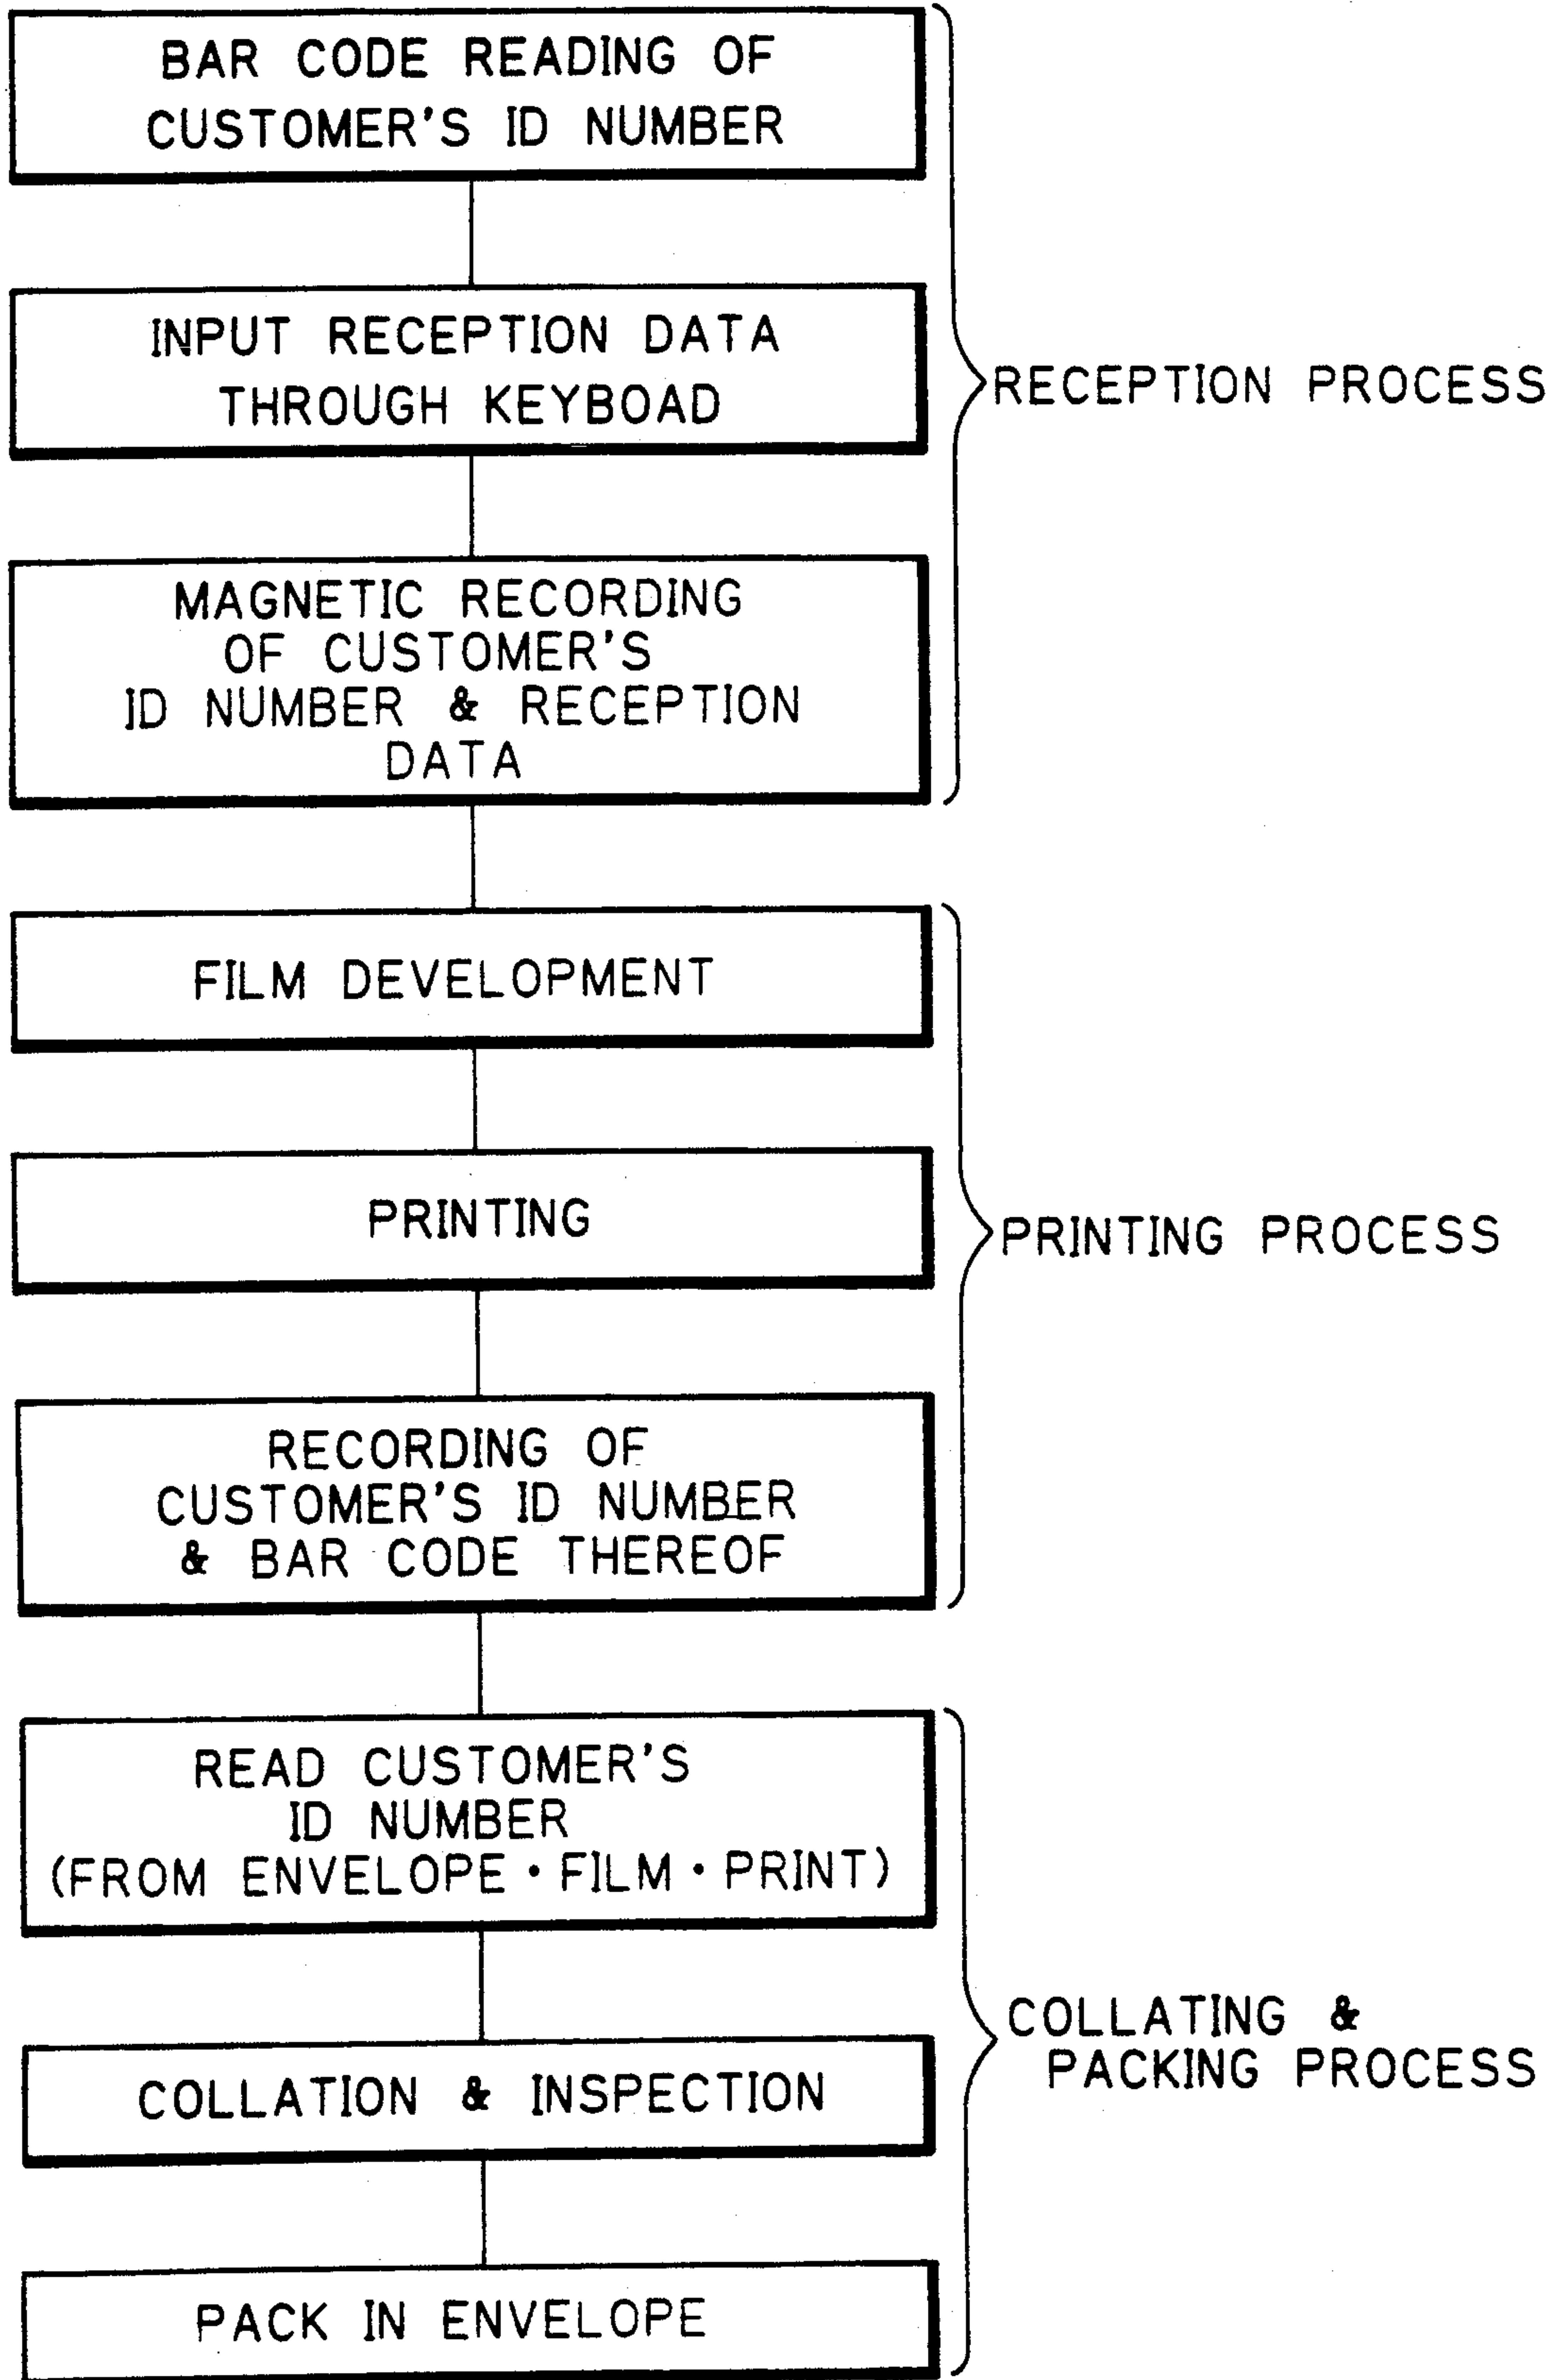 BAR CODE READING OF
CUSTOMER'S ID NUMBER
INPUT RECEPTION DATA
THROUGH KEYBOAD
MAGNETIC RECORDING
OF CUSTOMER'S
ID NUMBER & RECEPTION
DATA
RECEPTION PROCESS
FILM DEVELOPMENT
PRINTING
RECORDING OF
CUSTOMER'S ID NUMBER
& BAR CODE THEREOF
PRINTING PROCESS
READ CUSTOMER'S
ID NUMBER
(FROM ENVELOPE・FILM・PRINT)
COLLATION & INSPECTION
PACK IN ENVELOPE
COLLATING &
PACKING PROCESS